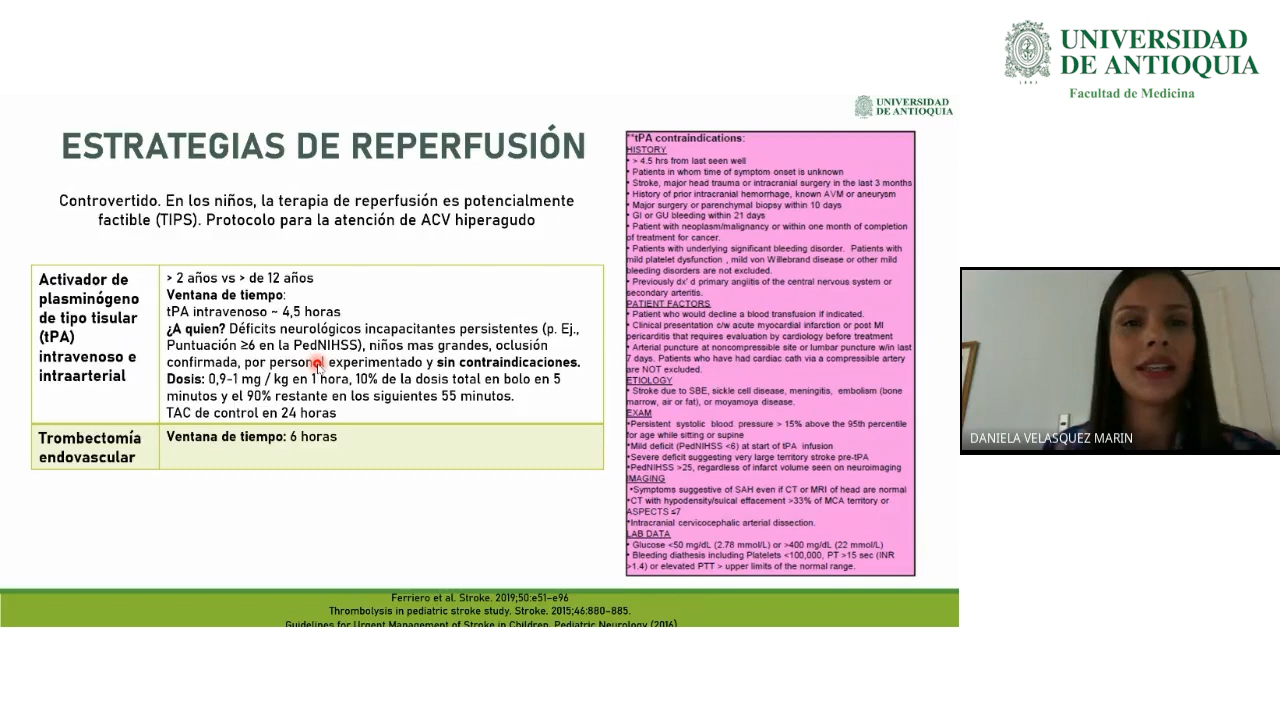 UNIVERSIDAD
DE ANTIOQUIA
1803
Facultad de Medicina
UNIVERSIDAD
DE ANTIOQUIA
ESTRATEGIAS DE REPERFUSIÓN
Controvertido. En los niños, la terapia de reperfusión es potencialmente
factible (TIPS). Protocolo para la atención de ACV hiperagudo
Activador de
plasminógeno
de tipo tisular
(tPA)
intravenoso e
intraarterial
> 2 años vs > de 12 años
Ventana de tiempo:
tPA intravenoso ~ 4,5 horas
¿A quien? Déficits neurológicos incapacitantes persistentes (p. Ej.,
Puntuación ≥6 en la PedNIHSS), niños mas grandes, oclusión
confirmada, por personal experimentado y sin contraindicaciones.
Dosis: 0,9-1 mg / kg en 1 hora, 10% de la dosis total en bolo en 5
minutos y el 90% restante en los siguientes 55 minutos.
TAC de control en 24 horas
Trombectomía
endovascular
Ventana de tiempo: 6 horas
**tPA contraindications:
HISTORY
• > 4.5 hrs from last seen well
• Patients in whom time of symptom onset is unknown
• Stroke, major head trauma or intracranial surgery in the last 3 months
• History of prior intracranial hemorrhage, known AVM or aneurysm
• Major surgery or parenchymal biopsy within 10 days
• GI or GU bleeding within 21 days
• Patient with neoplasm/malignancy or within one month of completion
of treatment for cancer.
• Patients with underlying significant bleeding disorder. Patients with
mild platelet dysfunction , mild von Willebrand disease or other mild
bleeding disorders are not excluded.
• Previously dx' d primary angiitis of the central nervous system or
secondary arteritis.
PATIENT FACTORS
• Patient who would decline a blood transfusion if indicated.
• Clinical presentation c/w acute myocardial infarction or post MI
pericarditis that requires evaluation by cardiology before treatment
• Arterial puncture at noncompressible site or lumbar puncture w/in last
7 days. Patients who have had cardiac cath via a compressible artery
are NOT excluded.
ETIOLOGY
• Stroke due to SBE, sickle cell disease, meningitis, embolism (bone
marrow, air or fat), or moyamoya disease.
EXAM
•Persistent systolic blood pressure > 15% above the 95th percentile
for age while sitting or supine
•Mild deficit (PedNIHSS <6) at start of tPA infusion
•Severe deficit suggesting very large territory stroke pre-tPA
•PedNIHSS >25, regardless of infarct volume seen on neuroimaging
IMAGING
•Symptoms suggestive of SAH even if CT or MRI of head are normal
•CT with hypodensity/sulcal effacement >33% of MCA territory or
ASPECTS ≤7
•Intracranial cervicocephalic arterial dissection.
LAB DATA
• Glucose <50 mg/dL (2.78 mmol/L) or >400 mg/dL (22 mmol/L)
• Bleeding diathesis including Platelets <100,000, PT >15 sec (INR
>1.4) or elevated PTT > upper limits of the normal range.
DANIELA VELASQUEZ MARIN
Ferriero et al. Stroke. 2019;50:e51–e96
Thrombolysis in pediatric stroke study. Stroke. 2015;46:880–885.
Guidelines for Urgent Management of Stroke in Children. Pediatric Neurology (2016)